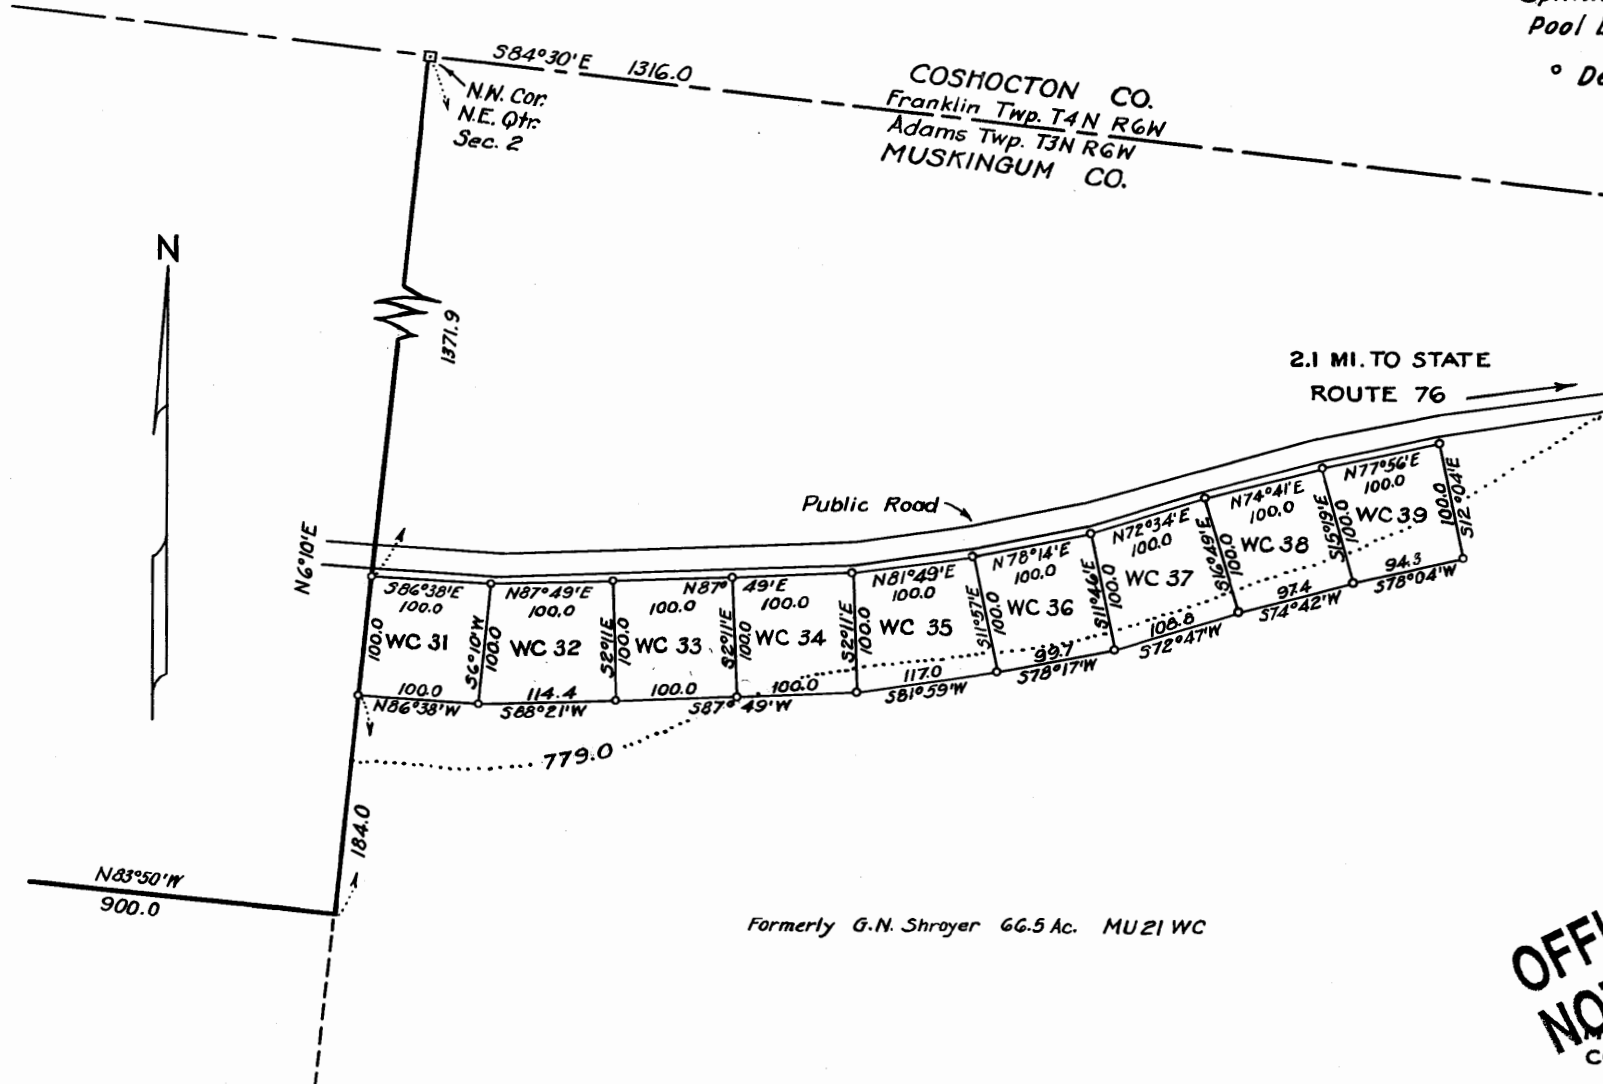 Pool
° De
S84°30'E 1316.0
N.W. Cor.
N.E. Qtr.
Sec. 2
COSHOCTON CO.
Franklin Twp. T4N R6W
Adams Twp. T3N R6W
MUSKINGUM CO.
N
1371.9
2.1 MI. TO STATE
ROUTE 76
Public Road
N6°10'E
S86°38'E
100.0
N87°49'E
100.0
N87° 49'E
100.0
100.0
N81°49'E
100.0
N78°14'E
100.0
N72°34'E
100.0
N74°41'E
100.0
N77°56'E
100.0
100.0
WC 31
S6°10'W
100.0
WC 32
S2°11'E
100.0
WC 33
S2°11'E
WC 34
S2°11'E
100.0
WC 35
S11°57'E
100.0
WC 36
S11°46'E
100.0
WC 37
S16°49'E
100.0
WC 38
S15°19'E
100.0
WC 39
100.0
S12°04'E
100.0
N86°38'W
114.4
S88°21'W
100.0
100.0
S87° 49'W
117.0
S81°59'W
99.7
S78°17'W
108.8
S72°47'W
97.4
S74°42'W
94.3
S78°04'W
779.0
184.0
N83°50'W
900.0
Formerly G.N. Shroyer 66.5 Ac. MU 21 WC
OFFI
NO